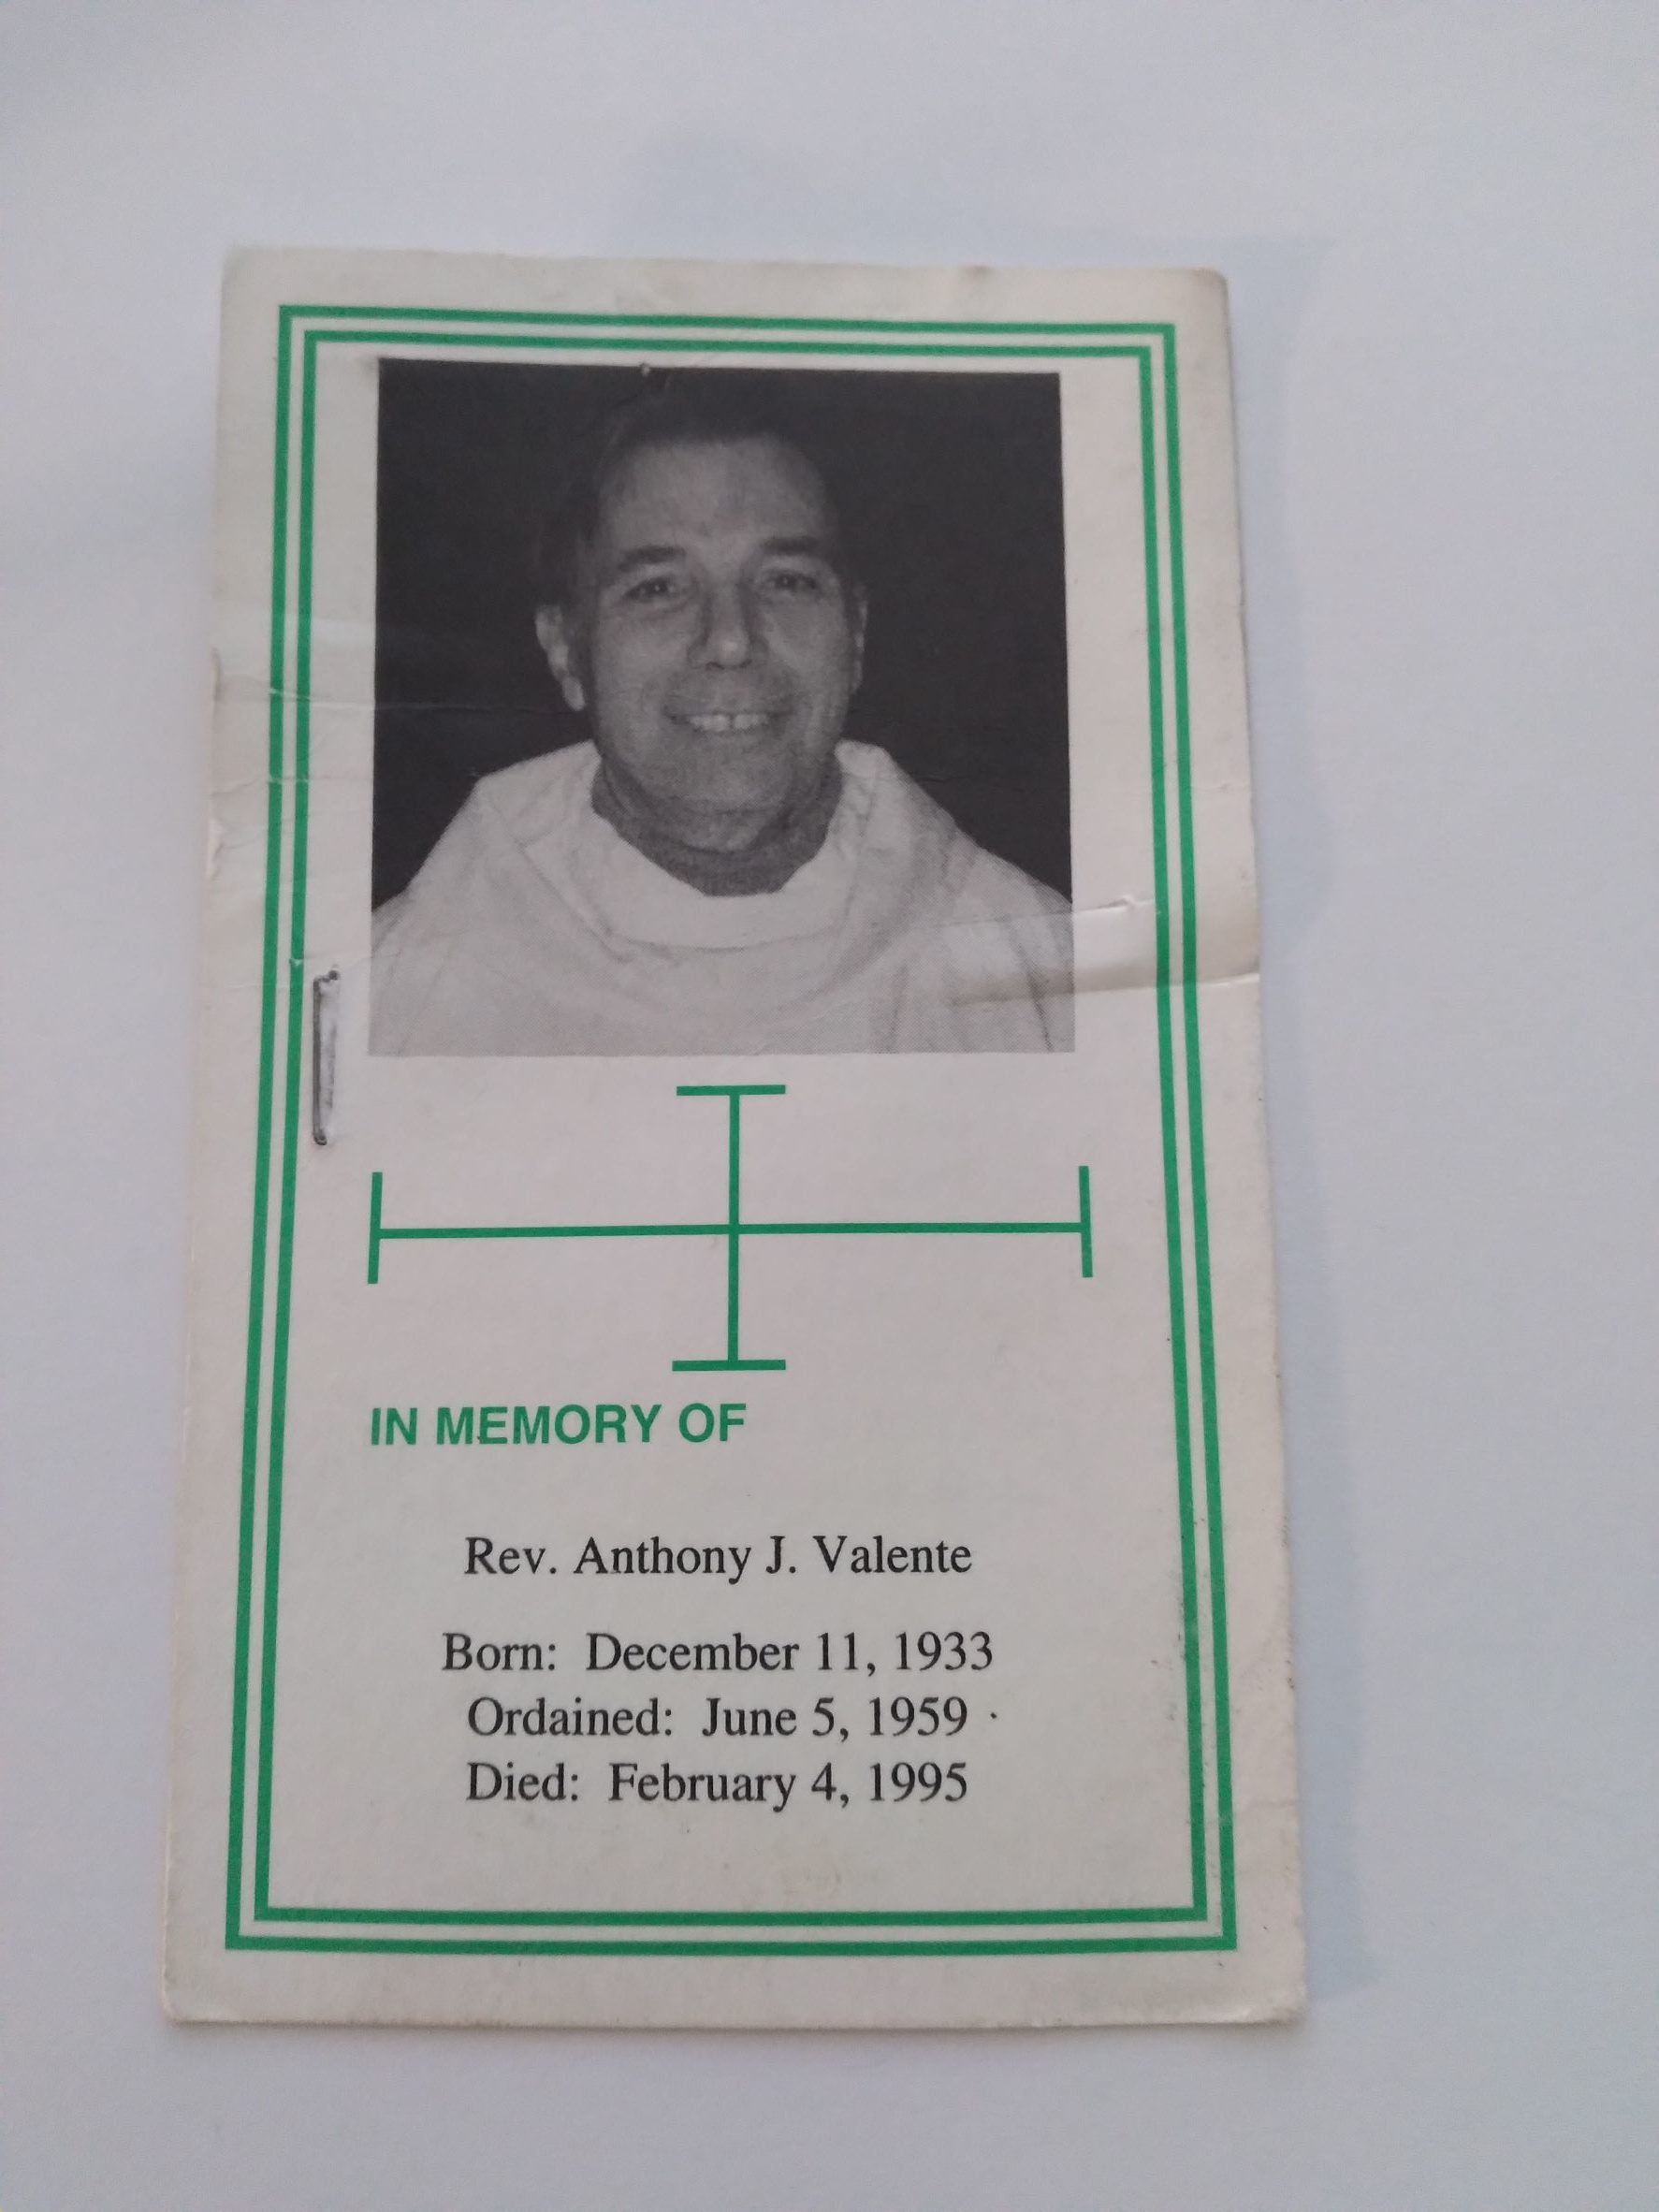 IN MEMORY OF
Rev. Anthony J. Valente
Born: December 11, 1933
Ordained: June 5, 1959
Died: February 4, 1995